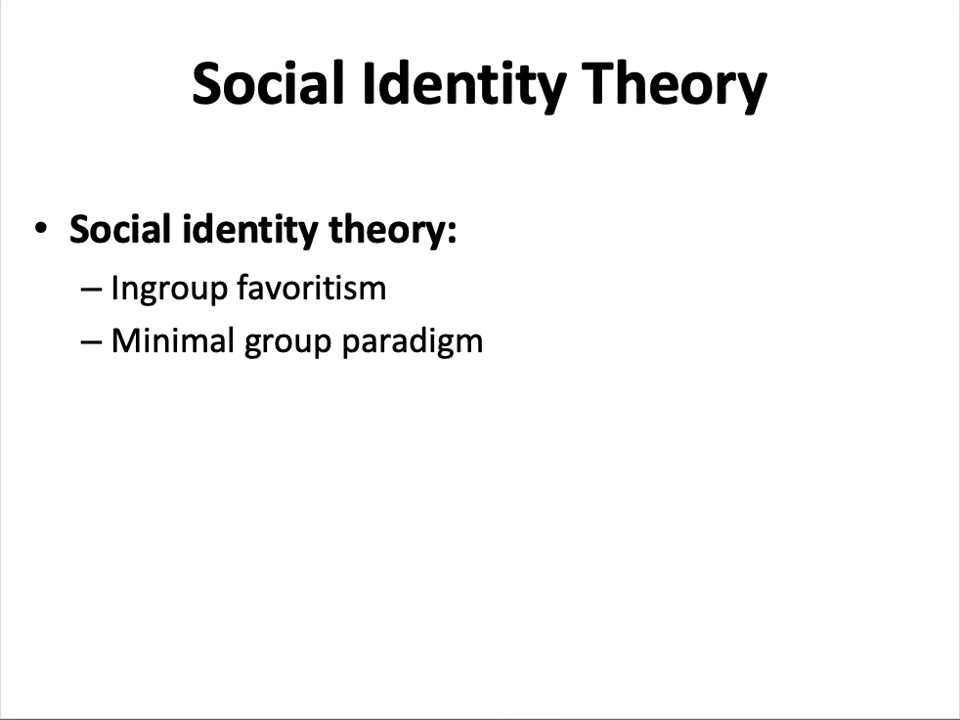 Social Identity Theory
• Social identity theory:
– Ingroup favoritism
– Minimal group paradigm